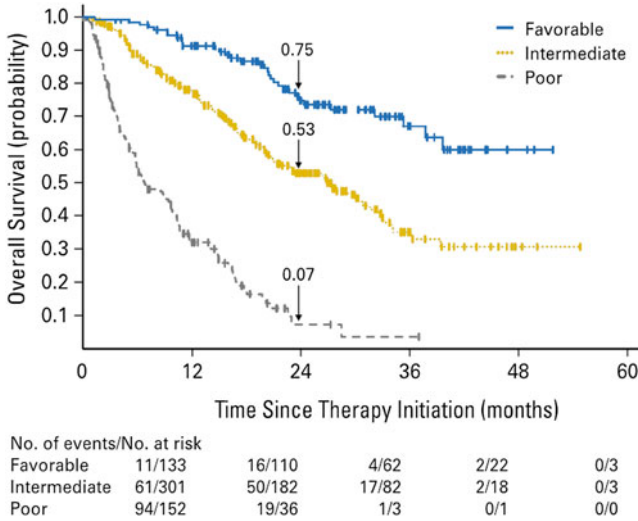 Overall Survival (probability)
1.0
0.9
0.8
0.7
0.6
0.5
0.4
0.3
0.2
0.1
Favorable
Intermediate
Poor
0.75
0.53
0.07
0 12 24 36 48 60
Time Since Therapy Initiation (months)
No. of events/No. at risk
Favorable 11/133 16/110 4/62 2/22 0/3
Intermediate 61/301 50/182 17/82 2/18 0/3
Poor 94/152 19/36 1/3 0/1 0/0